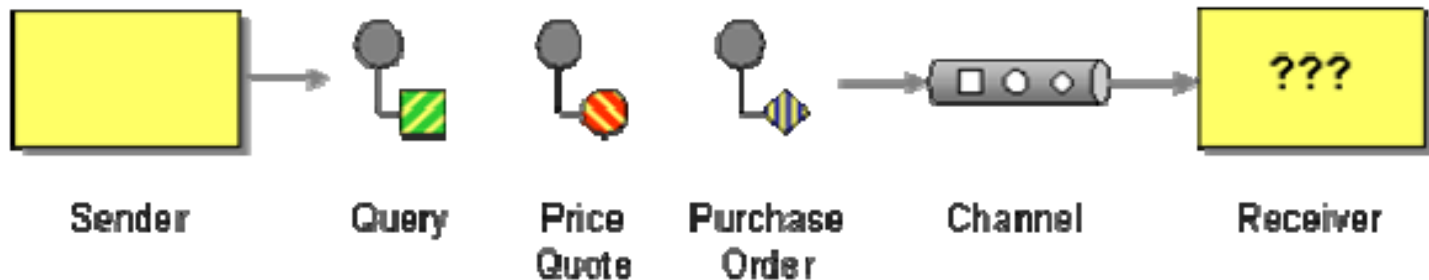 ???
Sender
Query
Price
Quote
Purchase
Order
Channel
Receiver